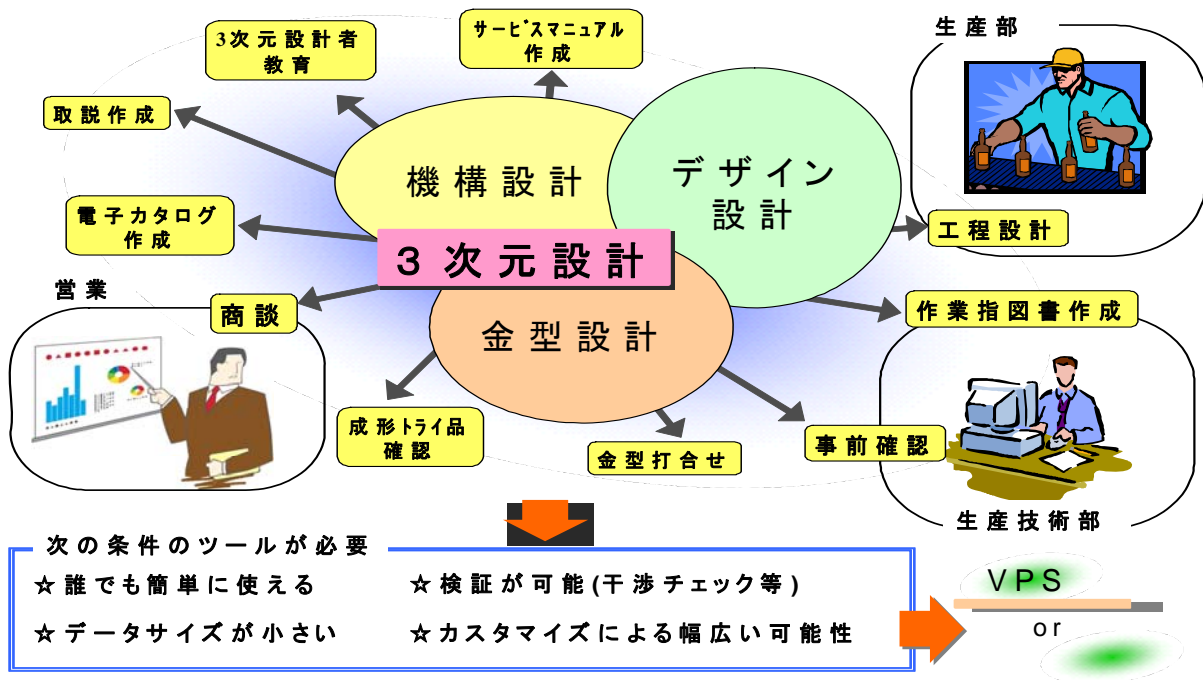 3次元設計者
教育
サービスマニュアル
作成
生産部
取説作成
機構設計
デザイン
設計
電子カタログ
作成
工程設計
3次元設計
営業
商談
作業指図書作成
金型設計
成形トライ品
確認
金型打合せ
事前確認
生産技術部
次の条件のツールが必要
☆誰でも簡単に使える
☆検証が可能(干渉チェック等)
☆データサイズが小さい
☆カスタマイズによる幅広い可能性
VPS
or